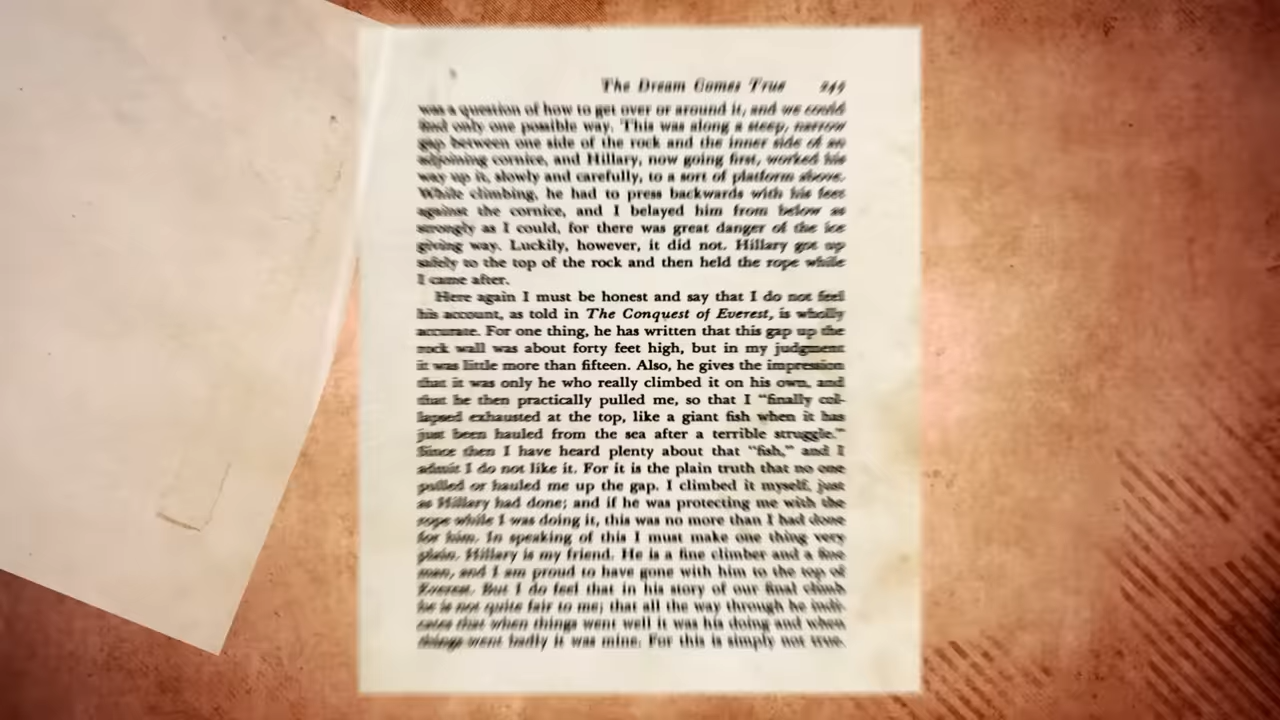 The Dream Comes True
was a question of how to get over or around it, and we could
find only one possible way. This was along a steep, narrow
gap between one side of the rock and the inner side of an
adjoining cornice, and Hillary, now going first, worked his
way up it, slowly and carefully, to a sort of platform above.
While climbing, he had to press backwards with his feet
against the cornice, and I belayed him from below as
strongly as I could, for there was great danger of the ice
giving way. Luckily, however, it did not. Hillary got up
safely to the top of the rock and then held the rope while
I came after.
Here again I must be honest and say that I do not feel
his account, as told in The Conquest of Everest, is wholly
accurate. For one thing, he has written that this gap up the
rock wall was about forty feet high, but in my judgment
it was little more than fifteen. Also, he gives the impression
that it was only he who really climbed it on his own, and
that he then practically pulled me, so that I "finally col-
lapsed exhausted at the top, like a giant fish when it has
just been hauled from the sea after a terrible struggle."
Since then I have heard plenty about that "fish," and I
admit I do not like it. For it is the plain truth that no one
pulled or hauled me up the gap. I climbed it myself, just
as Hillary had done; and if he was protecting me with the
rope while I was doing it, this was no more than I had done
for him. In speaking of this I must make one thing very
plain. Hillary is my friend. He is a fine climber and a fine
man, and I am proud to have gone with him to the top of
Everest. But I do feel that in his story of our final climb
he is not quite fair to me; that all the way through he indi-
cates that when things went well it was his doing and when
things went badly it was mine. For this is simply not true.